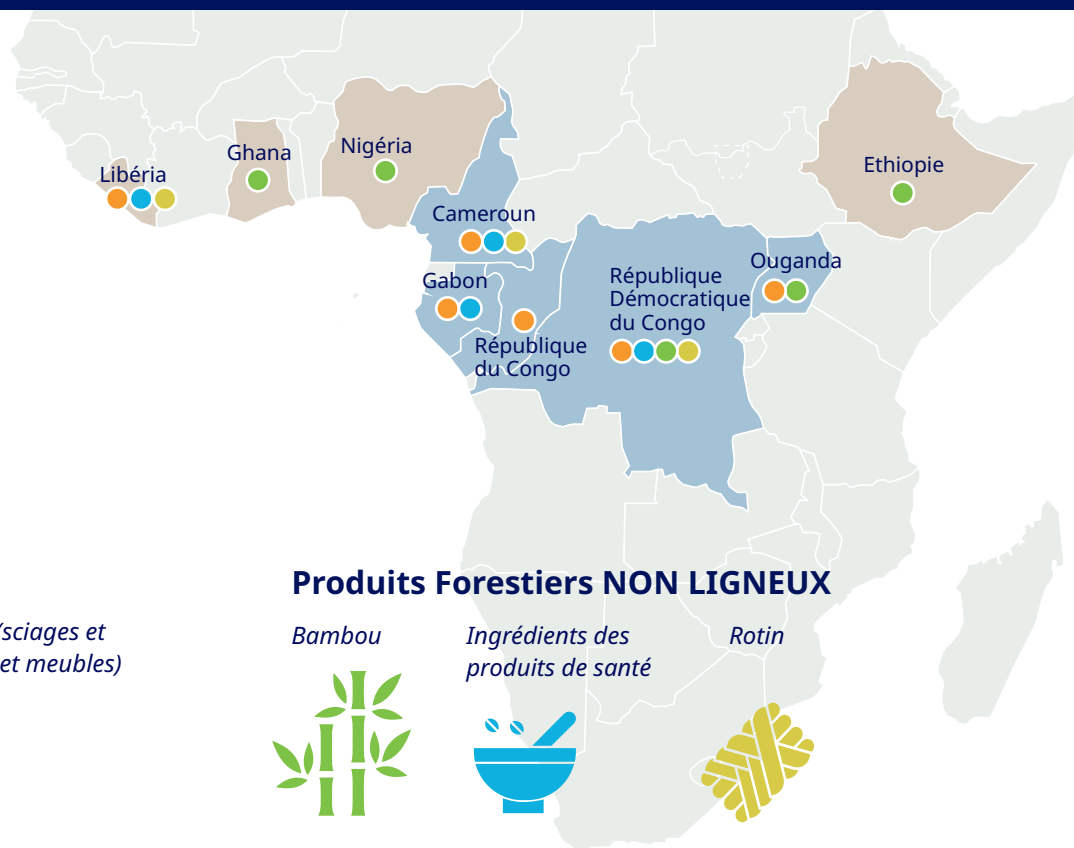 Ghana
Nigéria
Libéria
Ethiopie
Cameroun
Ouganda
Gabon
République
Démocratique
du Congo
République
du Congo
Produits Forestiers NON LIGNEUX
(sciages et
et meubles)
Bambou
Ingrédients des
produits de santé
Rotin